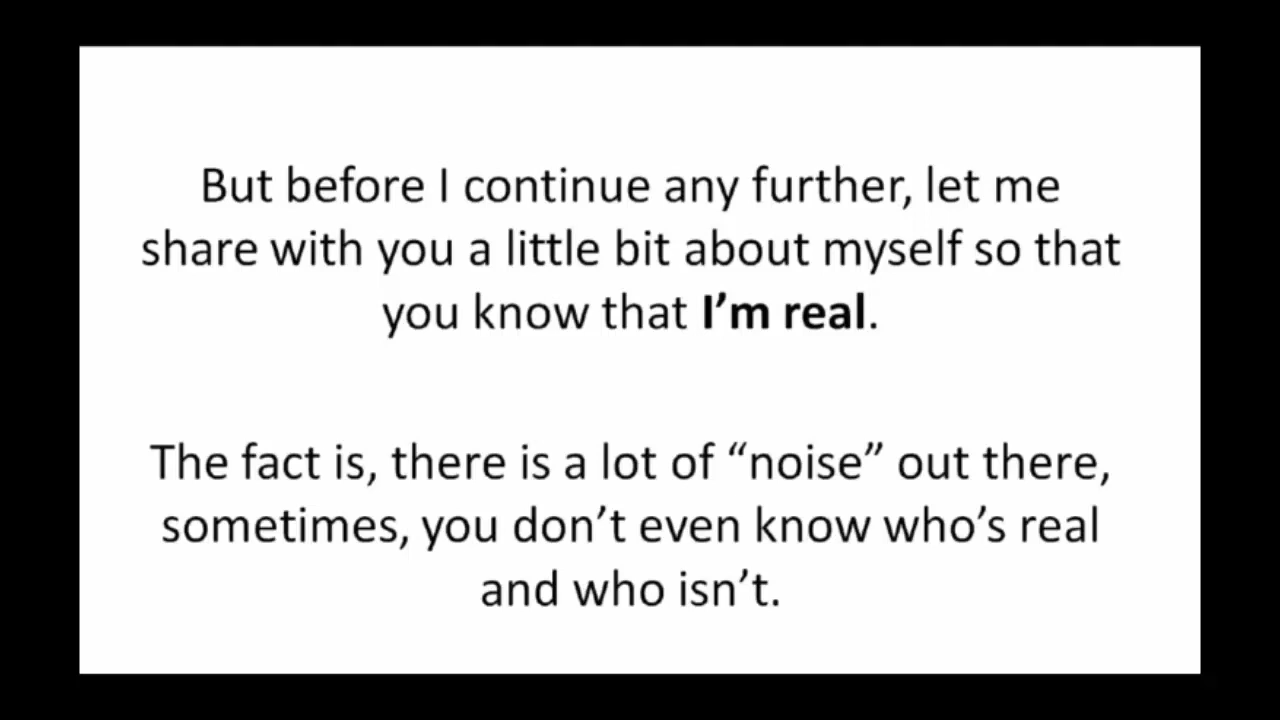 But before I continue any further, let me
share with you a little bit about myself so that
you know that I’m real.
The fact is, there is a lot of “noise” out there,
sometimes, you don’t even know who’s real
and who isn’t.